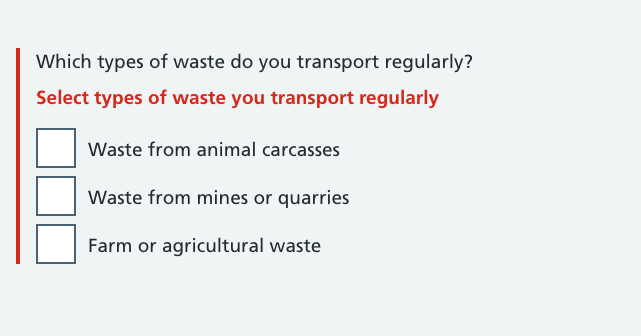 Which types of waste do you transport regularly?
Select types of waste you transport regularly
Waste from animal carcasses
Waste from mines or quarries
Farm or agricultural waste